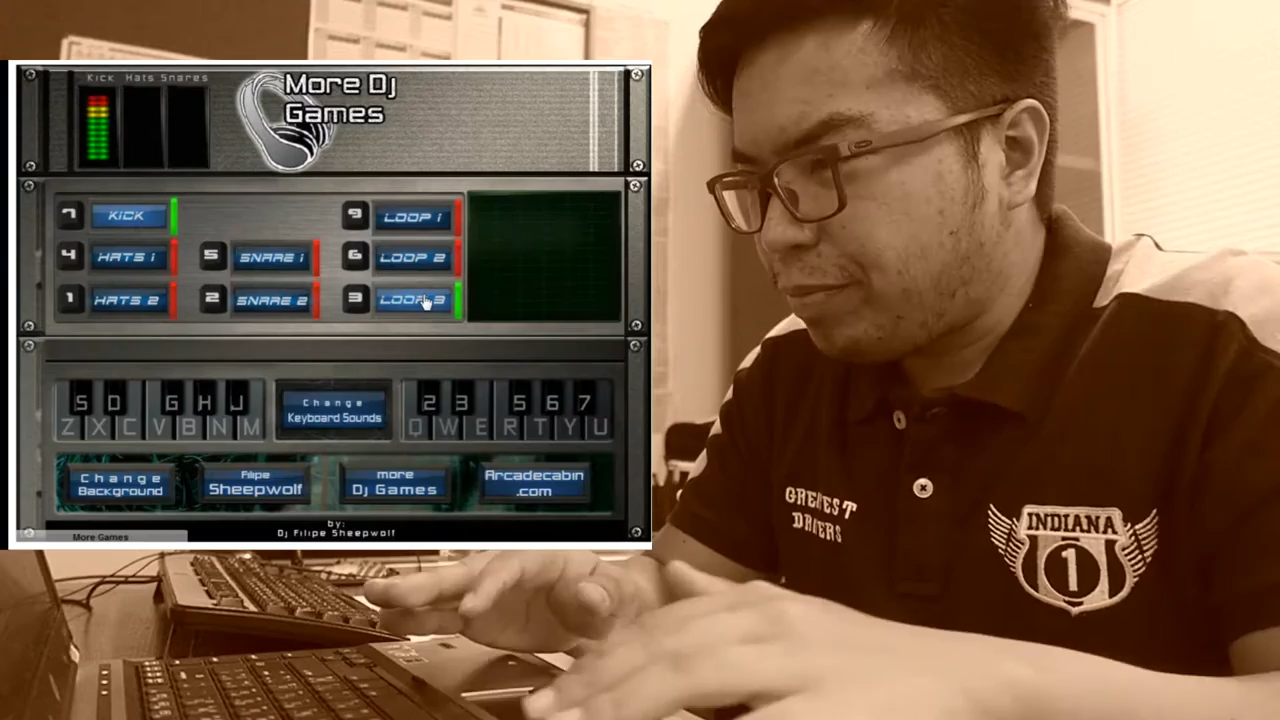 Kick Hats Snares
More Dj
Games
7 KICK
9 LOOP 1
4 HATS 1
5 SNARE 1
6 LOOP 2
1 HATS 2
2 SNARE 2
3 LOOP 3
S D G H J
Z X C V B N M
Change
Keyboard Sounds
2 3 5 6 7
Q W E R T Y U
Change
Background
Filipe
Sheepwolf
more
Dj Games
Arcadecabin
.com
by:
Dj Filipe Sheepwolf
More Games
GREATEST
DRIVERS
INDIANA
1